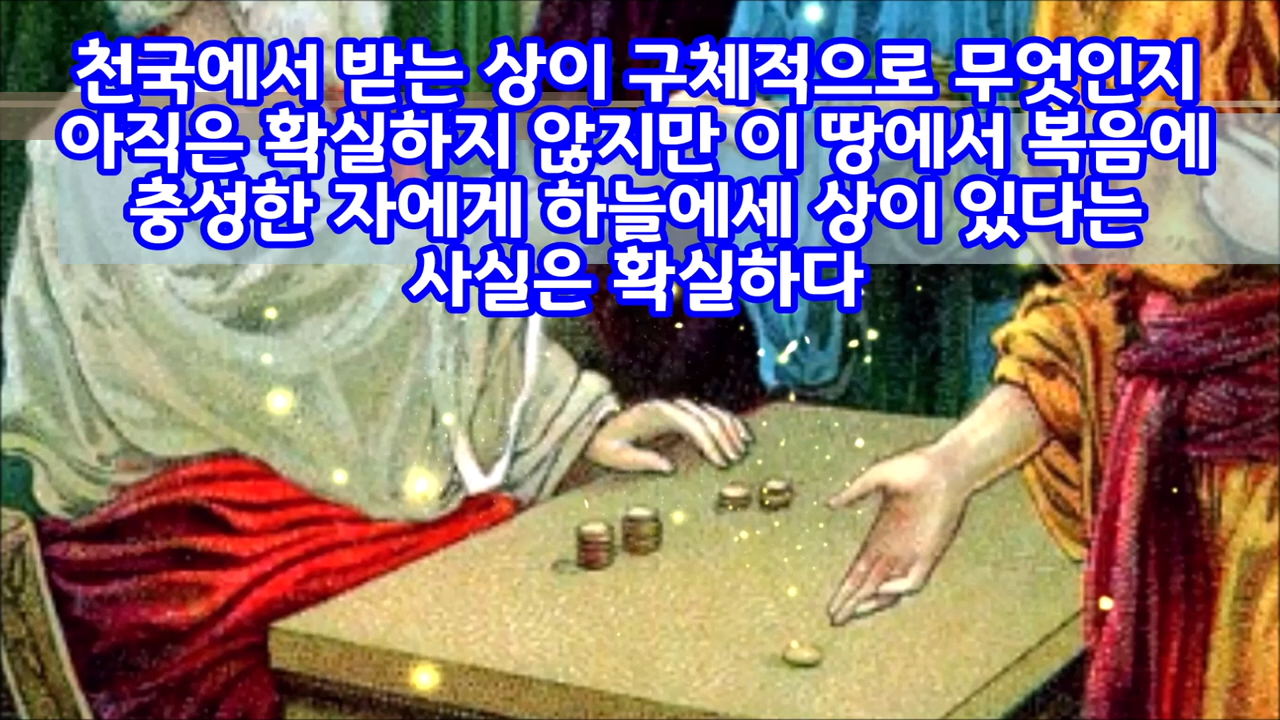 천국에서 받는 상이 구체적으로 무엇인지
아직은 확실하지 않지만 이 땅에서 복음에
충성한 자에게 하늘에세 상이 있다는
사실은 확실하다